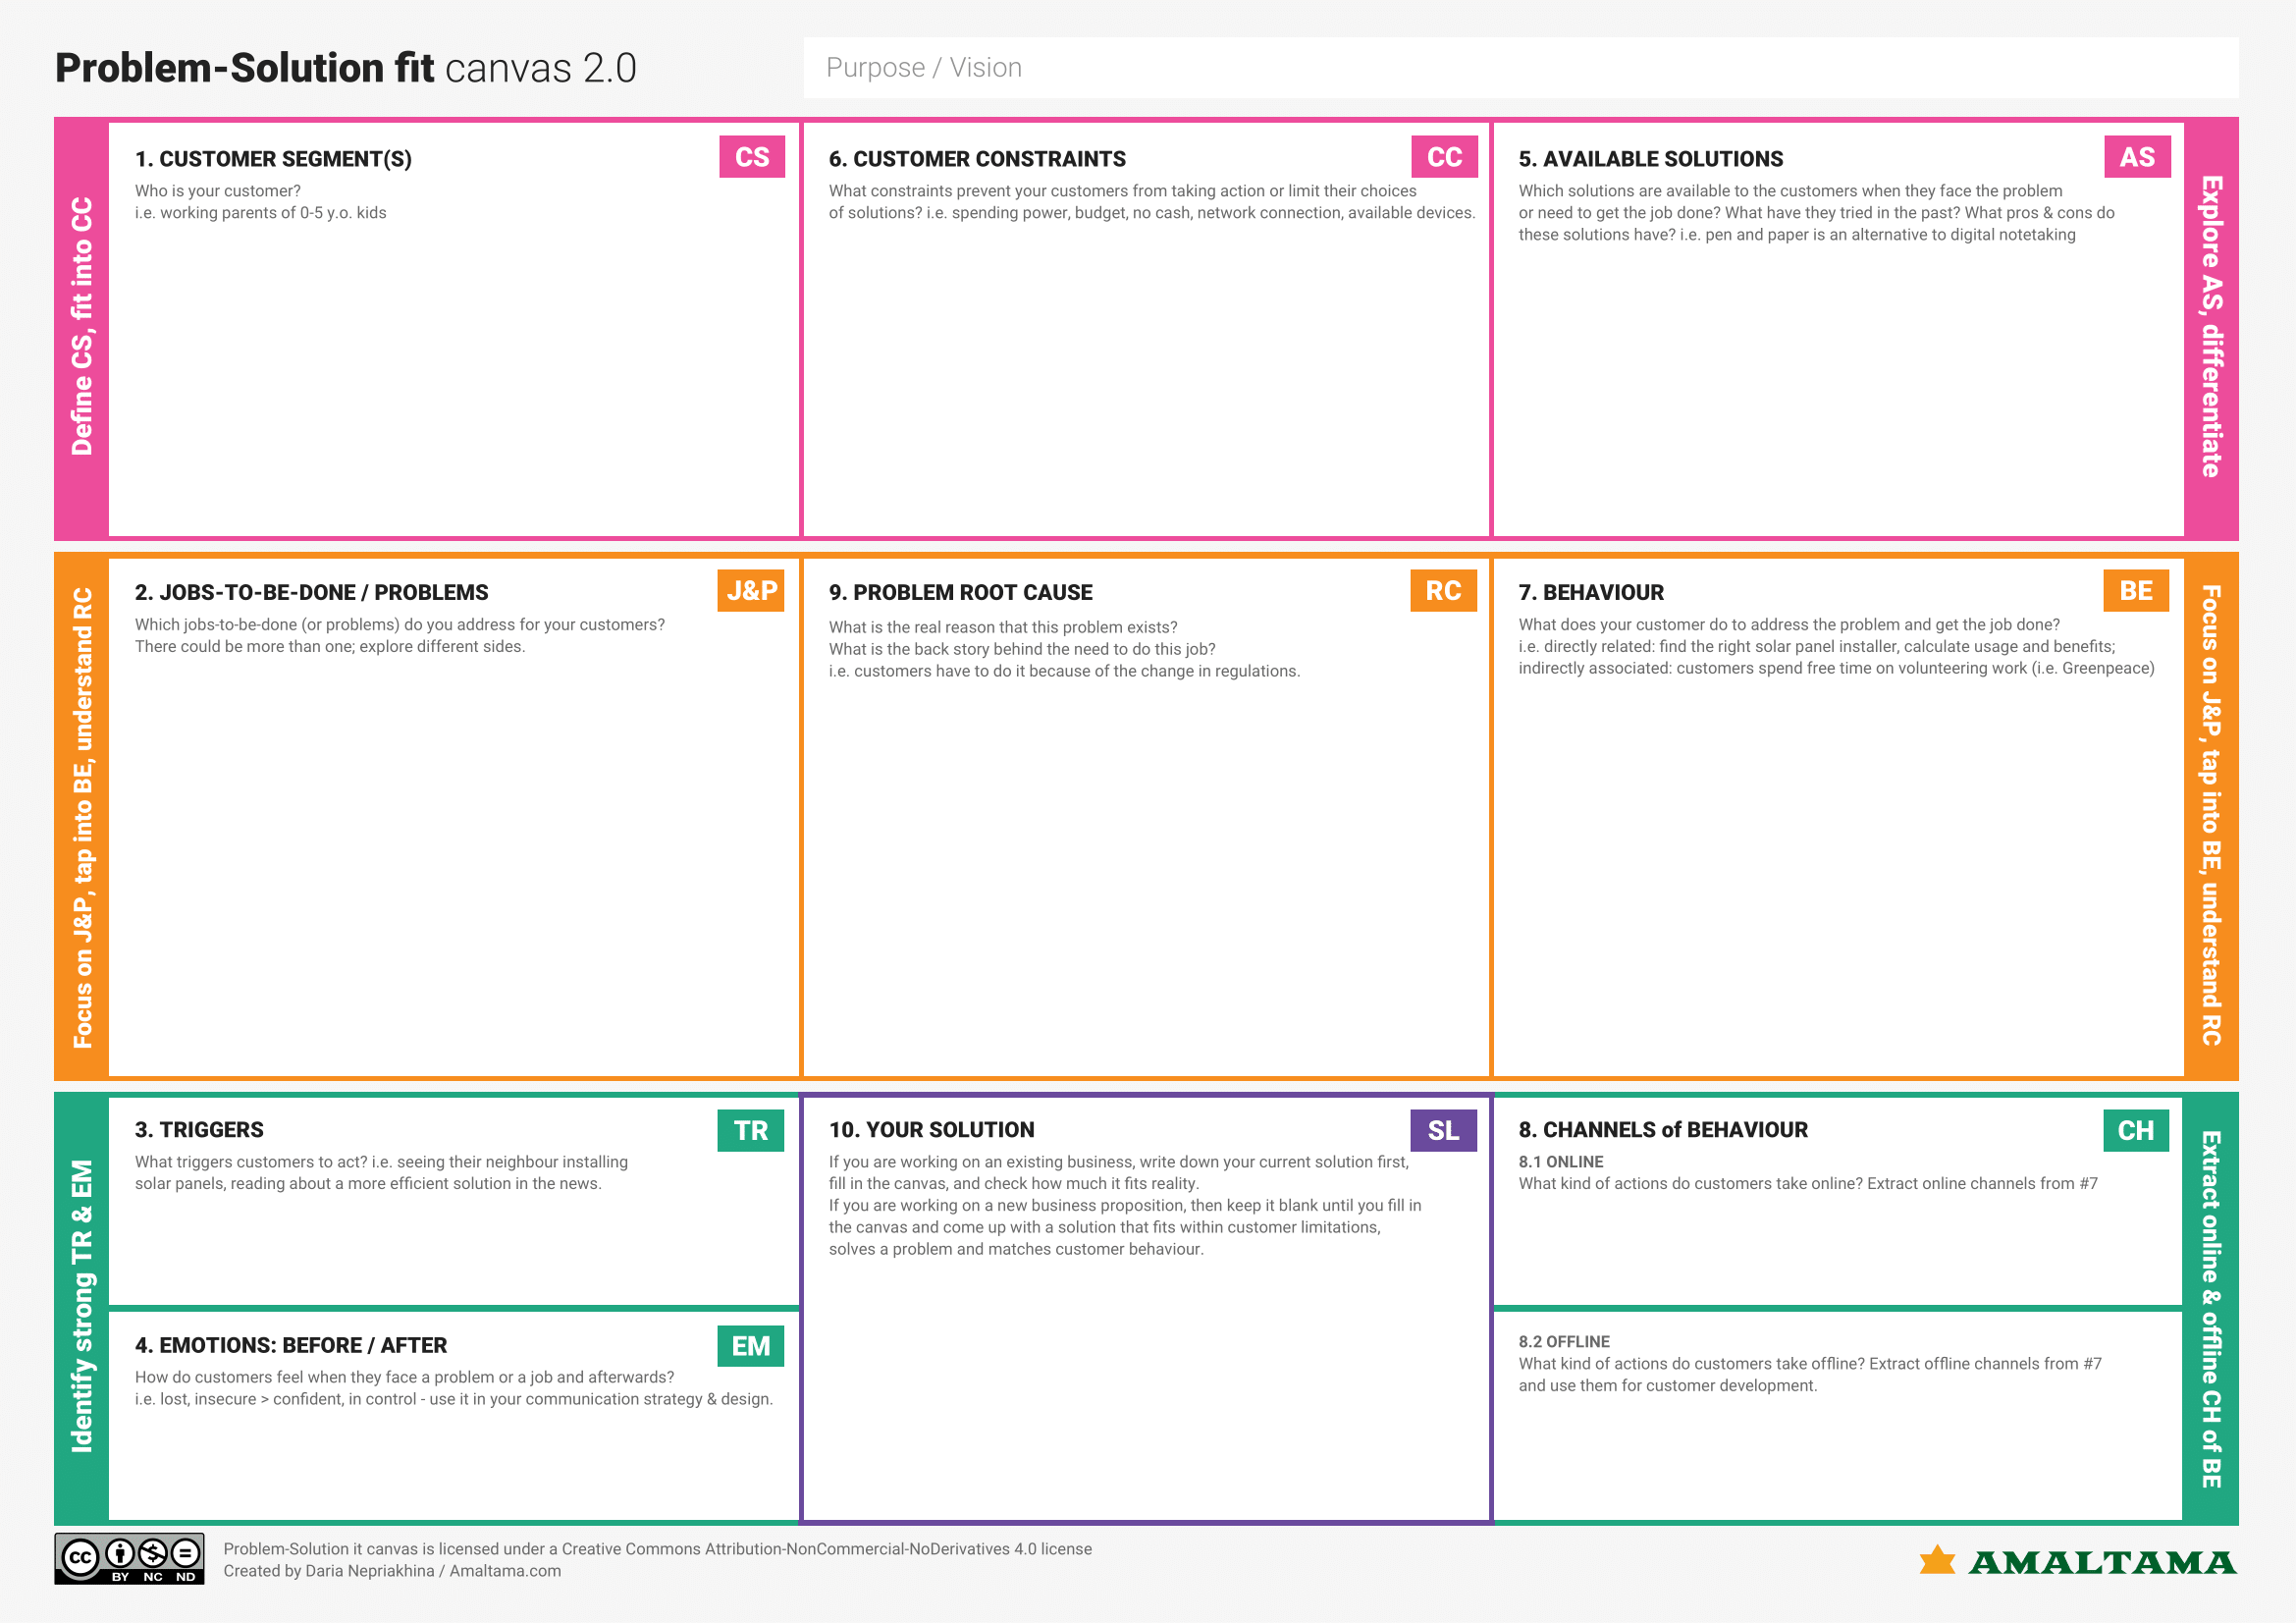 Problem-Solution fit canvas 2.0
Purpose / Vision
Define CS, fit into CC
1. CUSTOMER SEGMENT(S)
CS
Who is your customer?
i.e. working parents of 0-5 y.o. kids
6. CUSTOMER CONSTRAINTS
CC
What constraints prevent your customers from taking action or limit their choices
of solutions? i.e. spending power, budget, no cash, network connection, available devices.
5. AVAILABLE SOLUTIONS
AS
Which solutions are available to the customers when they face the problem
or need to get the job done? What have they tried in the past? What pros & cons do
these solutions have? i.e. pen and paper is an alternative to digital notetaking
Explore AS, differentiate
Focus on J&P, tap into BE, understand RC
2. JOBS-TO-BE-DONE / PROBLEMS
J&P
Which jobs-to-be-done (or problems) do you address for your customers?
There could be more than one; explore different sides.
9. PROBLEM ROOT CAUSE
RC
What is the real reason that this problem exists?
What is the back story behind the need to do this job?
i.e. customers have to do it because of the change in regulations.
7. BEHAVIOUR
BE
What does your customer do to address the problem and get the job done?
i.e. directly related: find the right solar panel installer, calculate usage and benefits;
indirectly associated: customers spend free time on volunteering work (i.e. Greenpeace)
Focus on J&P, tap into BE, understand RC
Identify strong TR & EM
3. TRIGGERS
TR
What triggers customers to act? i.e. seeing their neighbour installing
solar panels, reading about a more efficient solution in the news.
4. EMOTIONS: BEFORE / AFTER
EM
How do customers feel when they face a problem or a job and afterwards?
i.e. lost, insecure > confident, in control - use it in your communication strategy & design.
10. YOUR SOLUTION
SL
If you are working on an existing business, write down your current solution first,
fill in the canvas, and check how much it fits reality.
If you are working on a new business proposition, then keep it blank until you fill in
the canvas and come up with a solution that fits within customer limitations,
solves a problem and matches customer behaviour.
8. CHANNELS of BEHAVIOUR
CH
8.1 ONLINE
What kind of actions do customers take online? Extract online channels from #7
8.2 OFFLINE
What kind of actions do customers take offline? Extract offline channels from #7
and use them for customer development.
Extract online & offline CH of BE
cc
BY NC ND
Problem-Solution it canvas is licensed under a Creative Commons Attribution-NonCommercial-NoDerivatives 4.0 license
Created by Daria Nepriakhina / Amaltama.com
AMALTAMA